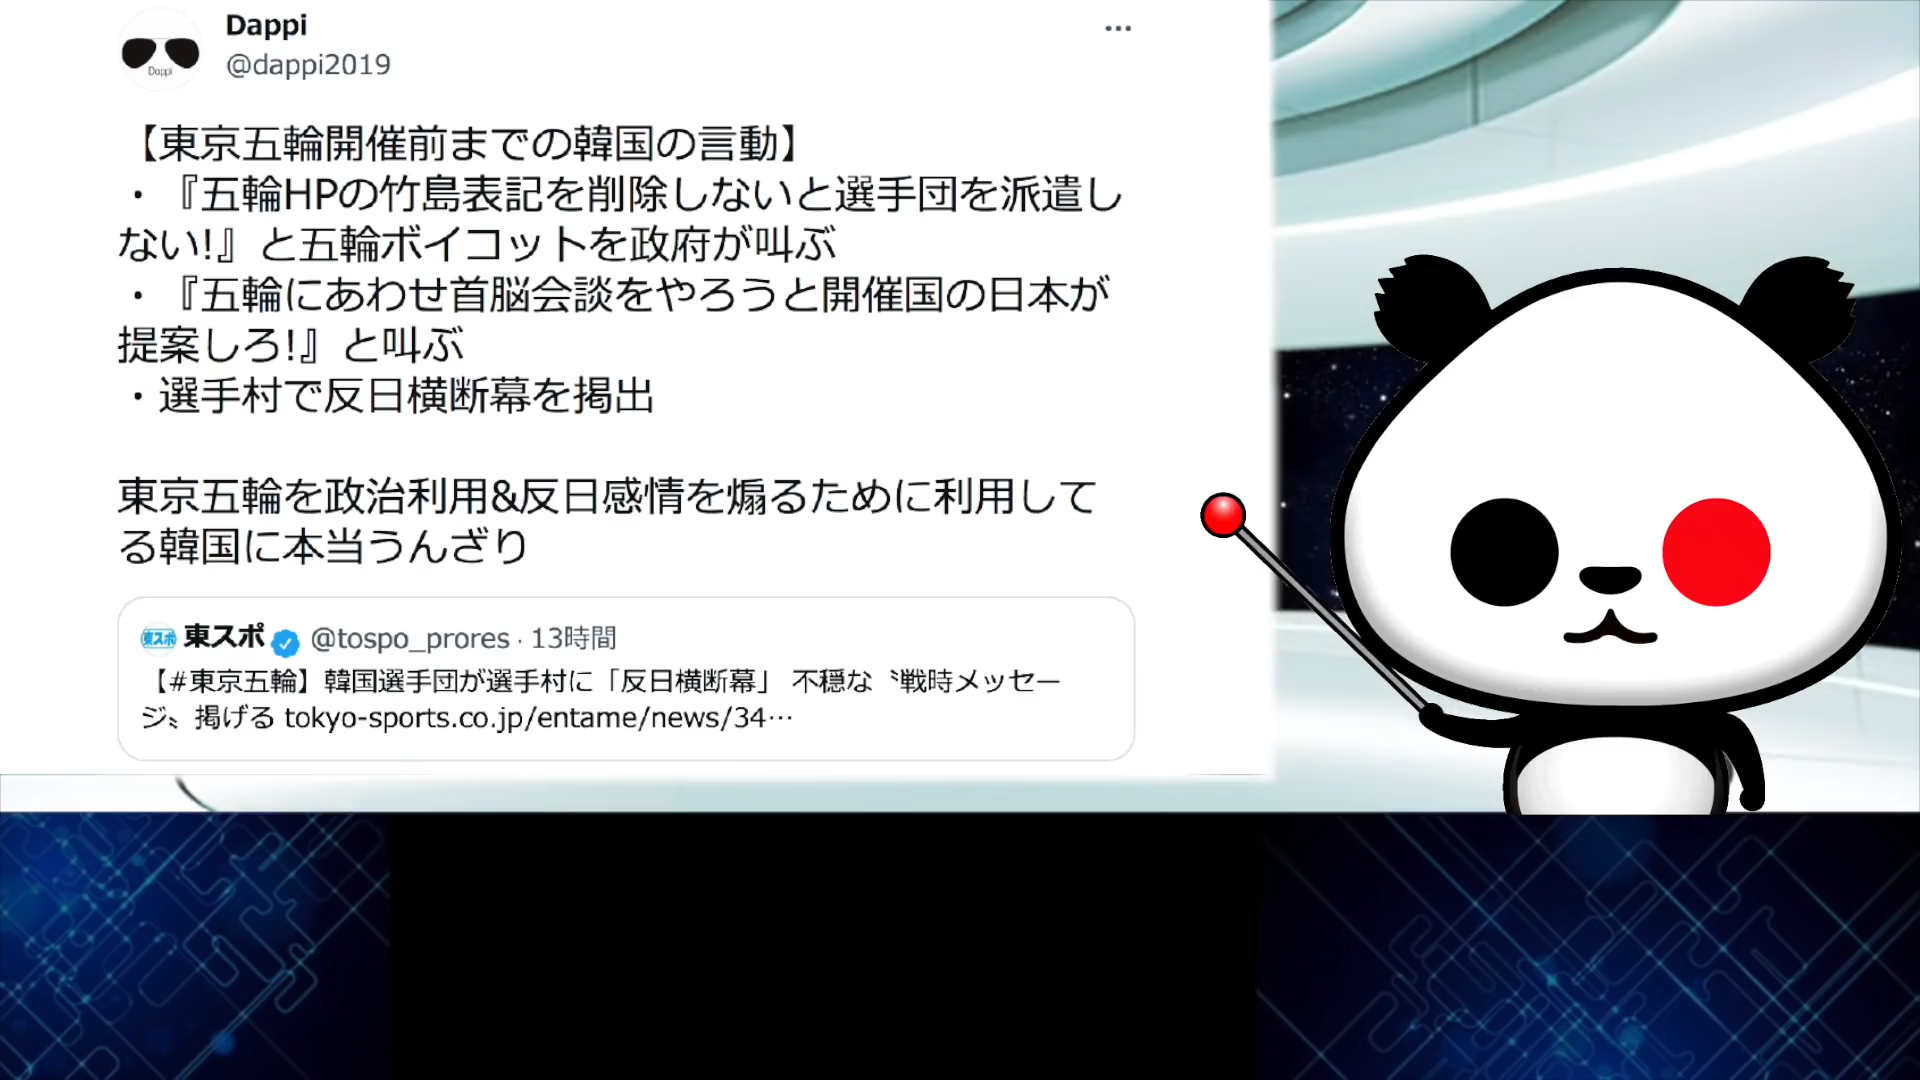 Dappi
@dappi2019
Dappi
【東京五輪開催前までの韓国の言動】
・『五輪HPの竹島表記を削除しないと選手団を派遣し
ない!』と五輪ボイコットを政府が叫ぶ
・『五輪にあわせ首脳会談をやろうと開催国の日本が
提案しろ!』と叫ぶ
・選手村で反日横断幕を掲出
東京五輪を政治利用&反日感情を煽るために利用して
る韓国に本当うんざり
東スポ 東スポ @tospo_prores · 13時間
【#東京五輪】韓国選手団が選手村に「反日横断幕」 不穏な〝戦時メッセー
ジ〟掲げる tokyo-sports.co.jp/entame/news/34…